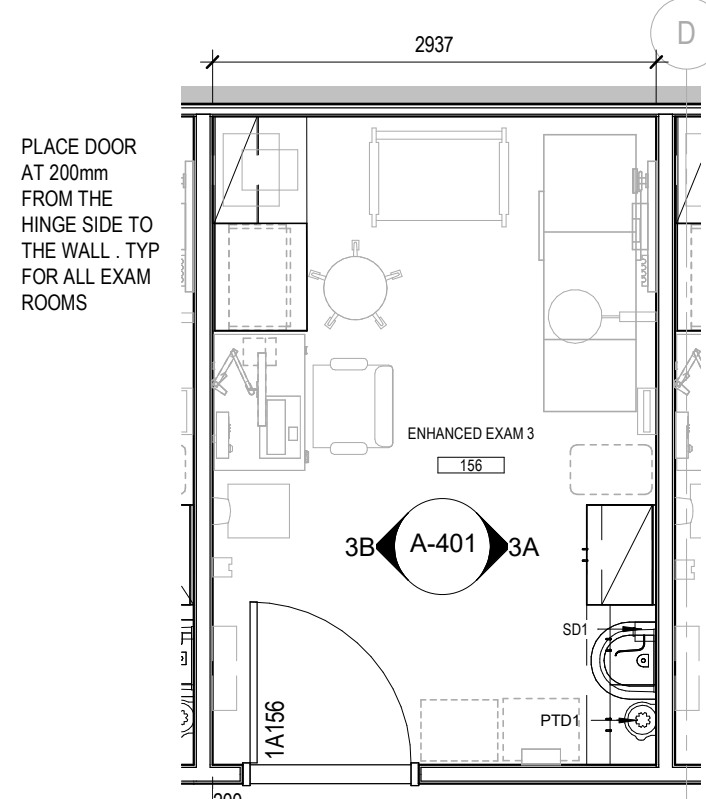 D
2937
PLACE DOOR
AT 200mm
FROM THE
HINGE SIDE TO
THE WALL . TYP
FOR ALL EXAM
ROOMS
ENHANCED EXAM 3
156
3B
A-401
3A
SD1
1A156
PTD1
200